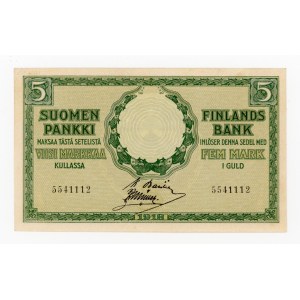 5 5
SUOMEN PANKKI
MAKSAA TÄSTÄ SETELISTÄ
VIISI MARKKAA
KULLASSA
5541112
FINLANDS BANK
INLÖSER DENNA SEDEL MED
FEM MARK
I GULD
5541112
1918